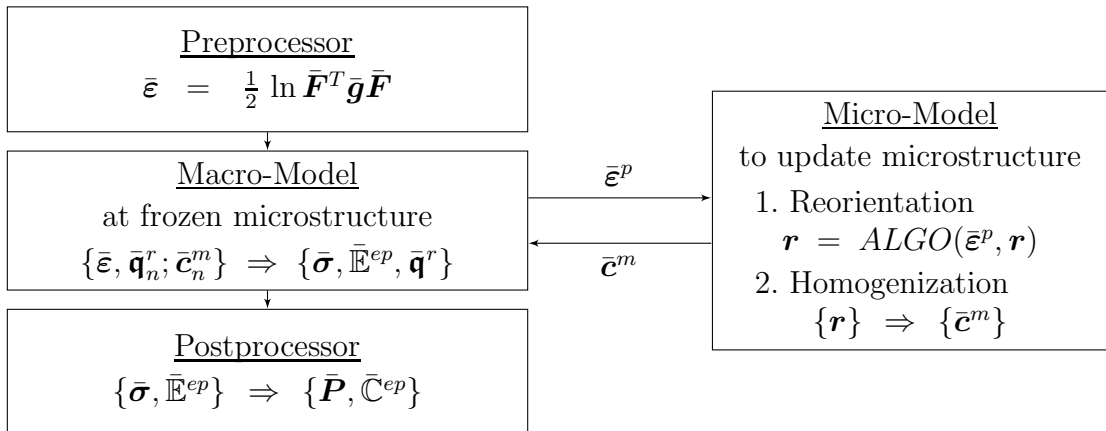 Preprocessor
ε̄ = ½ ln F̄ᵀ ḡ F̄
Macro-Model
at frozen microstructure
{ε̄, 𝖖̄ʳₙ; c̄ᵐₙ} ⇒ {σ̄, 𝔼̄ᵉᵖ, 𝖖̄ʳ}
Postprocessor
{σ̄, 𝔼̄ᵉᵖ} ⇒ {P̄, ℂ̄ᵉᵖ}
ε̄ᵖ
c̄ᵐ
Micro-Model
to update microstructure
1. Reorientation
r = ALGO(ε̄ᵖ, r)
2. Homogenization
{r} ⇒ {c̄ᵐ}